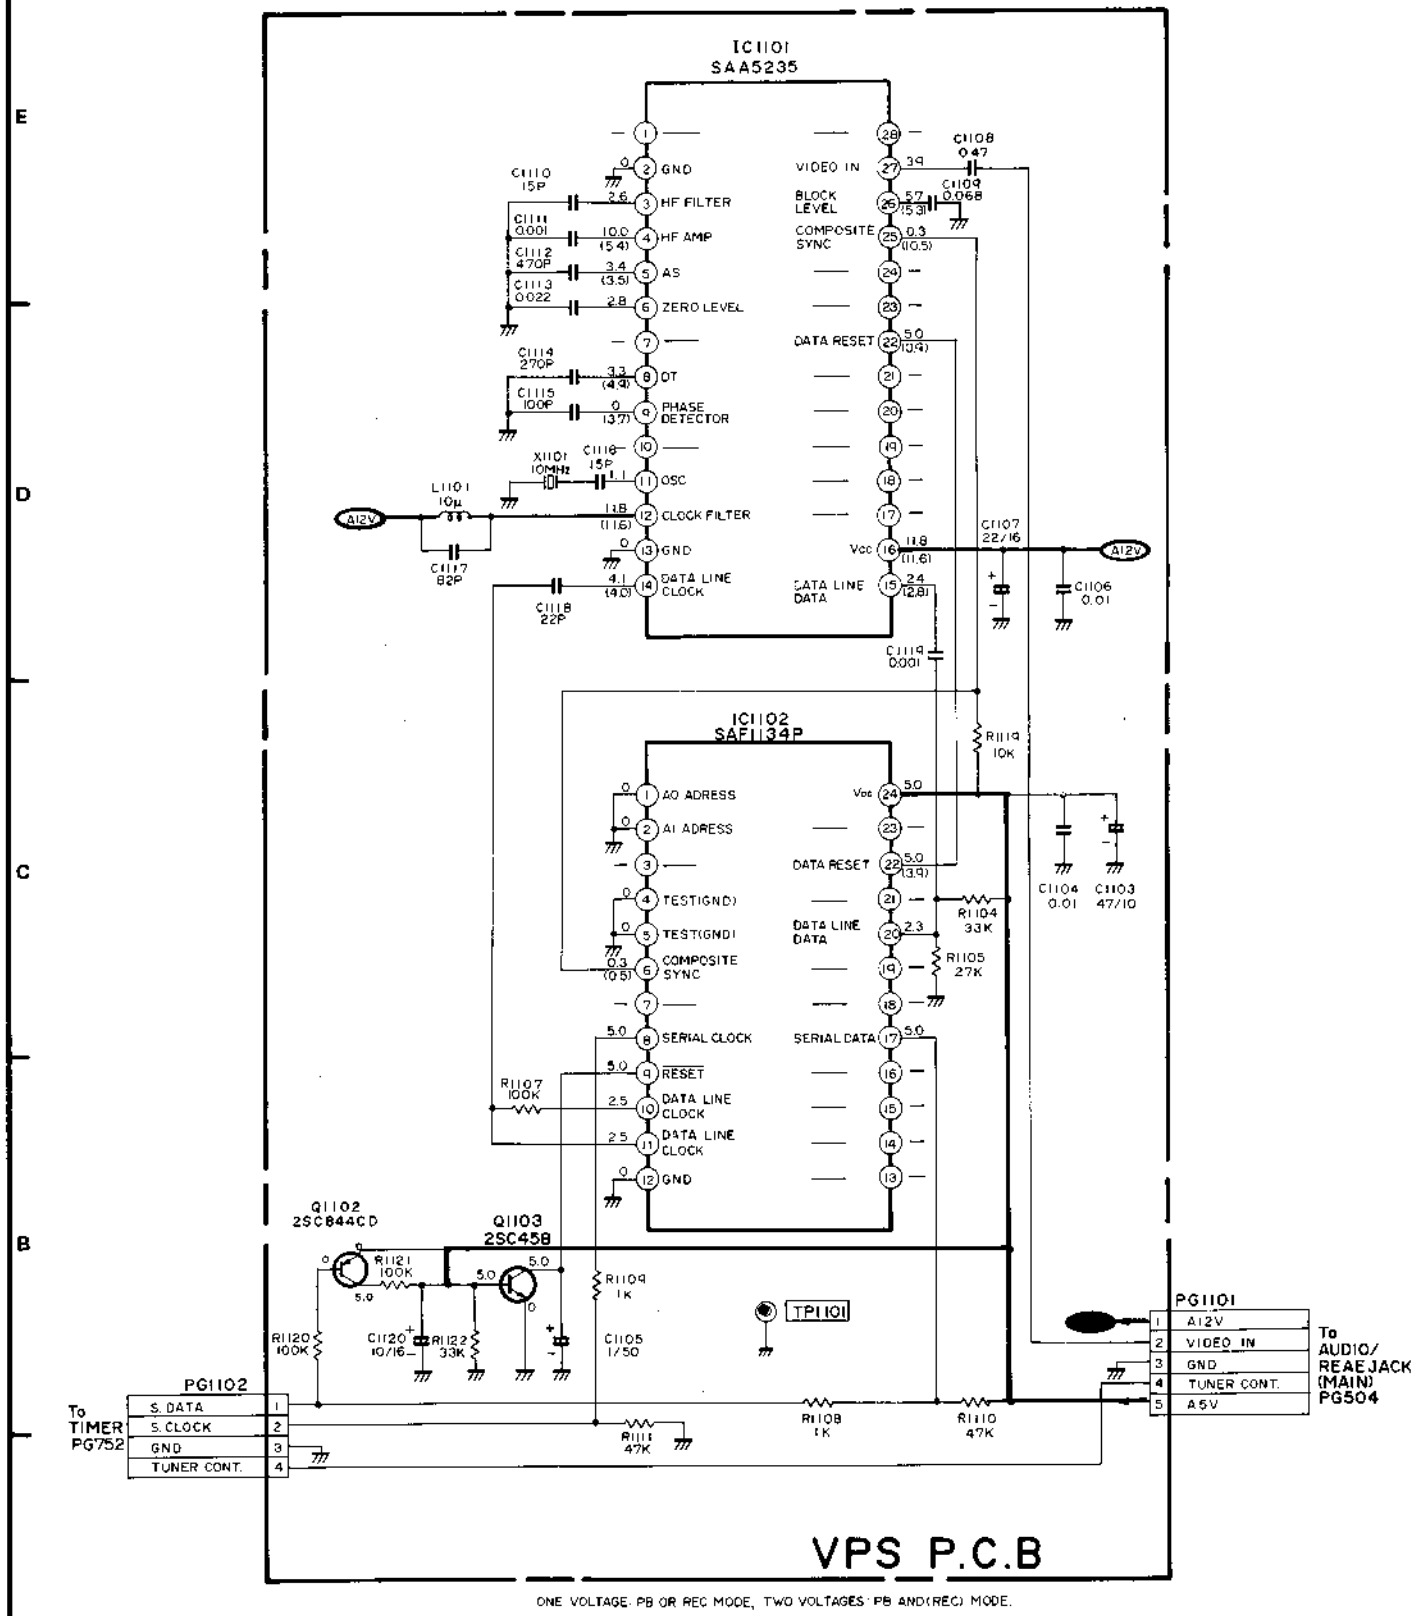 IC1101
SAA5235
E
1
28
2 GND 0
VIDEO IN 27 3.9
C1108
0.47
C1110
15P
2.6 3 HF FILTER
BLOCK
LEVEL
26 5.7
(5.3)
C1109
0.068
C1111
0.001
10.0
(5.4)
4 HF AMP
COMPOSITE
SYNC
25 0.3
(10.5)
C1112
470P
3.4
(3.5)
5 AS
24
C1113
0.022
2.8 6 ZERO LEVEL
23
7
DATA RESET 22 5.0
(3.9)
C1114
270P
3.3
(4.9)
8 DT
21
C1115
100P
0
(3.7)
9 PHASE
DETECTOR
20
10
19
X1101
10MHz
C1116
15P
1.1 11 OSC
18
D
L1101
10μ
A12V
11.8
(11.6)
12 CLOCK FILTER
17
C1117
82P
0 13 GND
Vcc 16 11.8
(11.6)
C1107
22/16
A12V
+
-
C1106
0.01
4.1
(4.0)
14 DATA LINE
CLOCK
DATA LINE
DATA
15 2.4
(2.8)
C1118
22P
C1119
0.001
IC1102
SAF1134P
R1119
10K
0 1 A0 ADRESS
Vcc 24 5.0
0 2 A1 ADRESS
23
+
-
C
3
DATA RESET 22 5.0
(3.9)
C1104
0.01
C1103
47/10
0 4 TEST(GND)
21
R1104
33K
0 5 TEST(GND)
DATA LINE
DATA
20 2.3
R1105
27K
0.3
(0.5)
6 COMPOSITE
SYNC
19
7
18
5.0 8 SERIAL CLOCK
SERIAL DATA 17 5.0
5.0 9 RESET
16
R1107
100K
2.5 10 DATA LINE
CLOCK
15
2.5 11 DATA LINE
CLOCK
14
0 12 GND
13
B
Q1102
2SC844CD
Q1103
2SC458
0
0
5.0
R1121
100K
5.0
5.0
0
R1109
1K
TP1101
R1120
100K
+
C1120
10/16
-
R1122
33K
+
-
C1105
1/50
PG1101
1 A12V
2 VIDEO IN
3 GND
4 TUNER CONT.
5 A5V
To
AUDIO/
REAEJACK
(MAIN)
PG504
PG1102
S. DATA 1
S. CLOCK 2
GND 3
TUNER CONT. 4
To
TIMER
PG752
R1111
47K
R1108
1K
R1110
47K
VPS P.C.B
ONE VOLTAGE: PB OR REC MODE, TWO VOLTAGES: PB AND(REC) MODE.